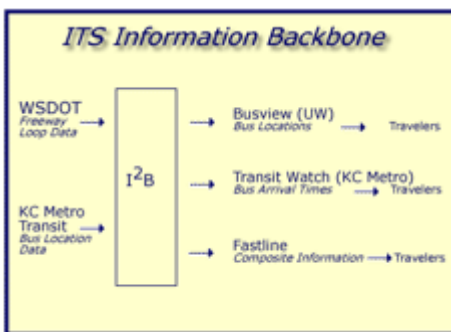 ITS Information Backbone
WSDOT
Freeway
Loop Data
KC Metro
Transit
Bus Location
Data
I²B
Busview (UW)
Bus Locations
Travelers
Transit Watch (KC Metro)
Bus Arrival Times
Travelers
Fastline
Composite Information
Travelers